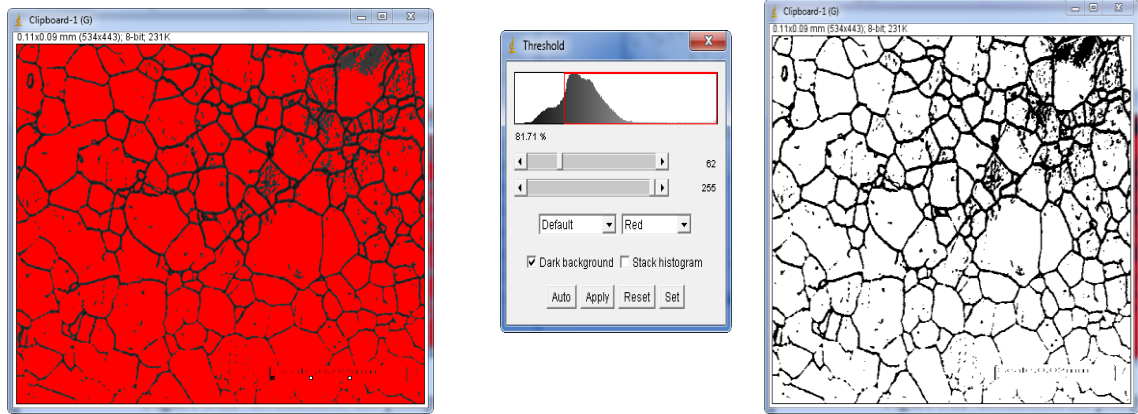 Clipboard-1 (G)
0.11x0.09 mm (534x443); 8-bit; 231K
Threshold
X
81.71 %
62
255
Default
Red
Dark background
Stack histogram
Auto
Apply
Reset
Set
Clipboard-1 (G)
0.11x0.09 mm (534x443); 8-bit; 231K